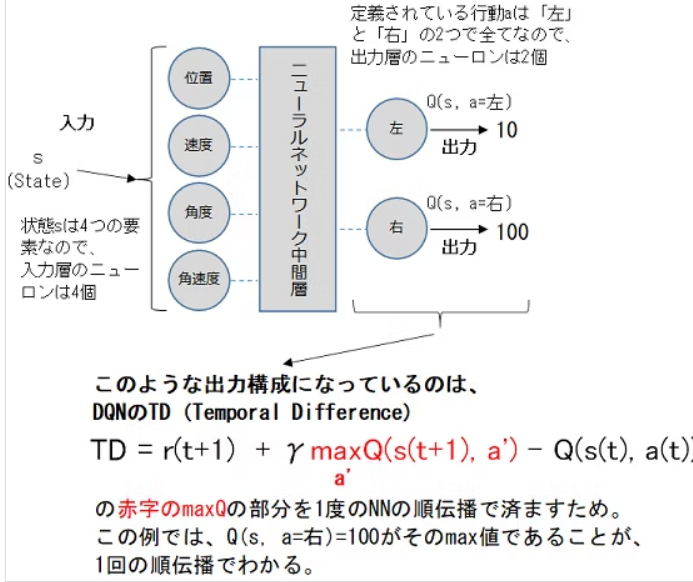 定義されている行動aは「左」
と「右」の2つで全てなので、
出力層のニューロンは2個
入力
s
(State)
状態sは4つの要
素なので、
入力層のニュー
ロンは4個
位置
速度
角度
角速度
ニューラルネットワーク中間層
左
Q(s, a=左)
10
出力
右
Q(s, a=右)
100
出力
このような出力構成になっているのは、
DQNのTD (Temporal Difference)
TD = r(t+1) + γ maxQ(s(t+1), a') − Q(s(t), a(t))
a'
の赤字のmaxQの部分を1度のNNの順伝播で済ますため。
この例では、Q(s, a=右)=100がそのmax値であることが、
1回の順伝播でわかる。